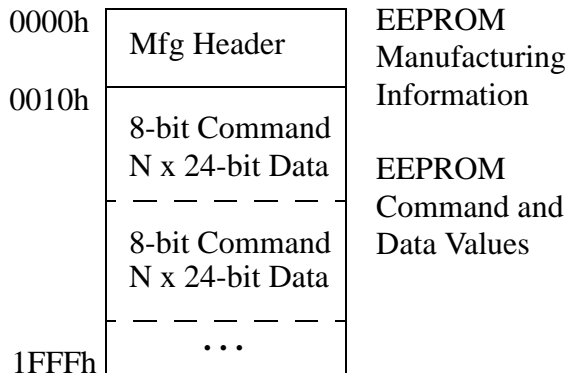 0000h
Mfg Header
EEPROM
Manufacturing
Information
0010h
8-bit Command
N x 24-bit Data
EEPROM
Command and
Data Values
8-bit Command
N x 24-bit Data
...
1FFFh